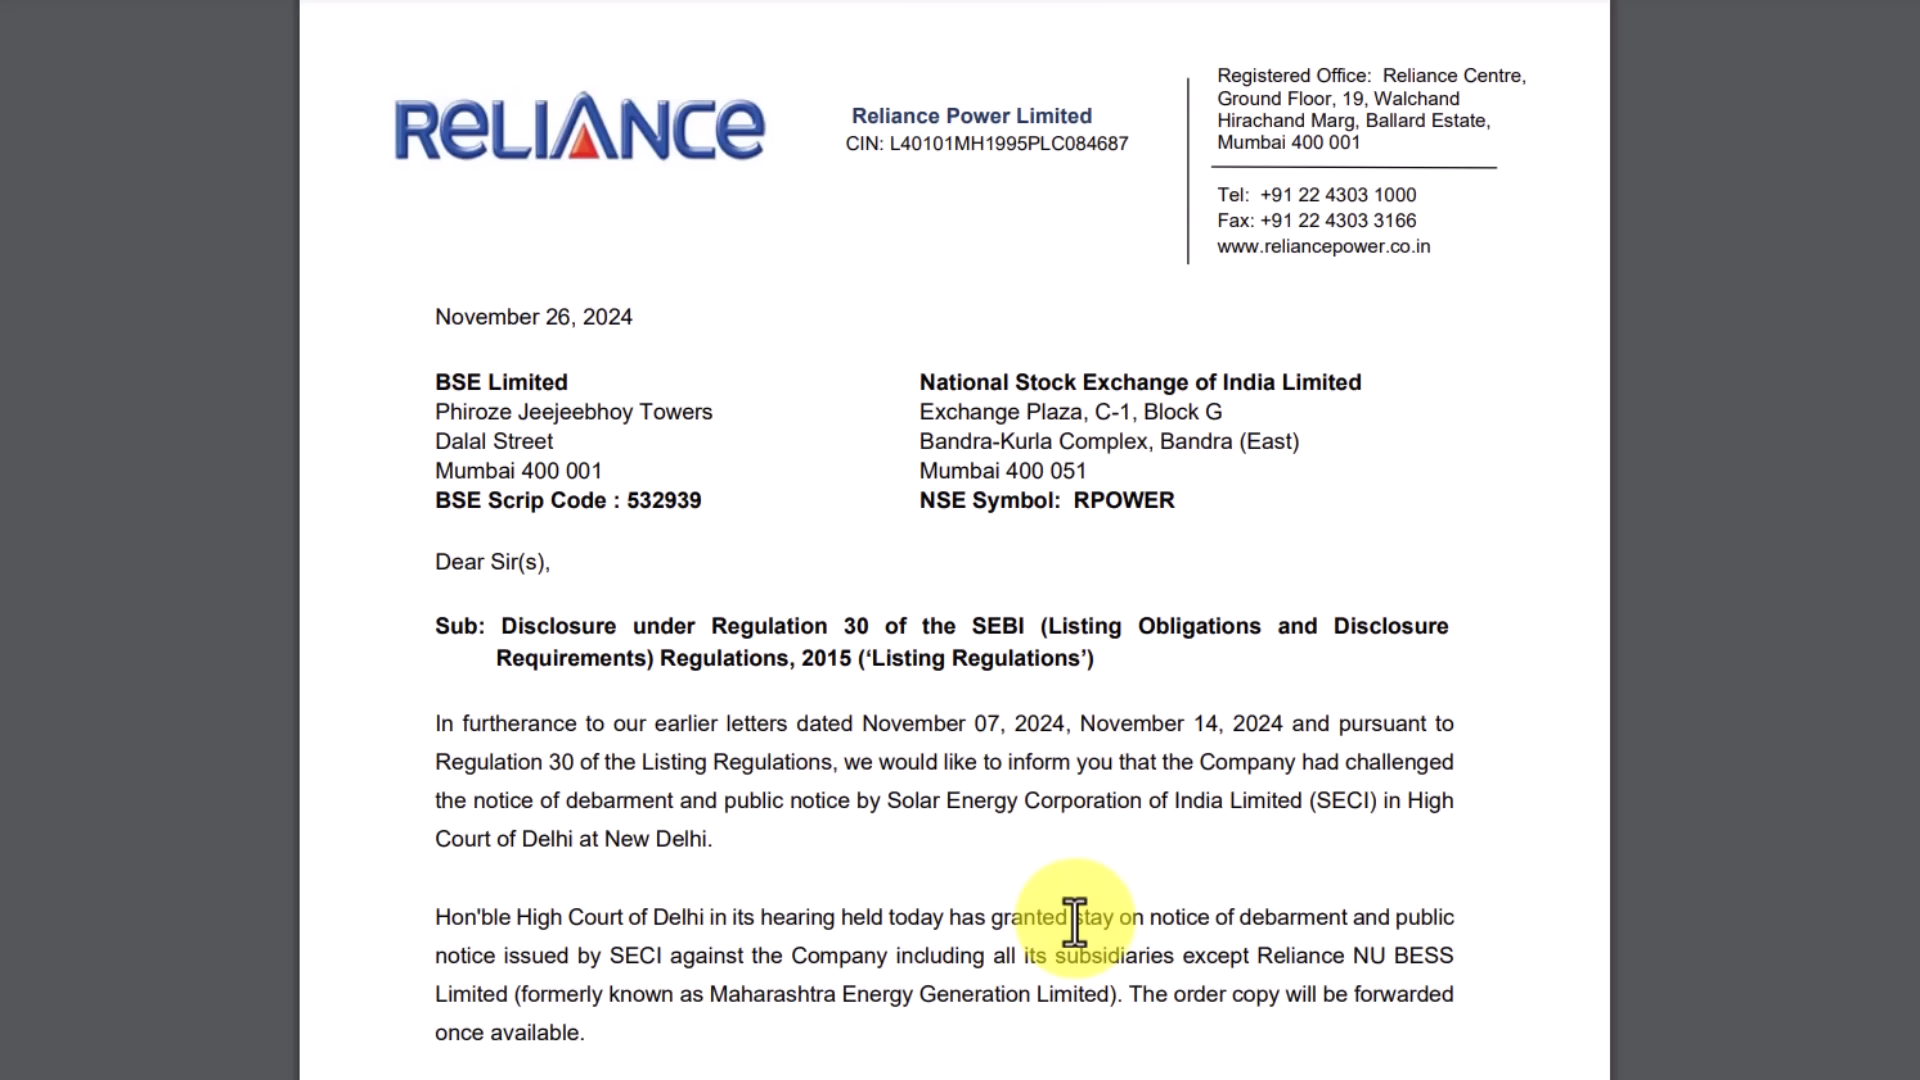 RELIANCE
Reliance Power Limited
CIN: L40101MH1995PLC084687
Registered Office: Reliance Centre,
Ground Floor, 19, Walchand
Hirachand Marg, Ballard Estate,
Mumbai 400 001
Tel: +91 22 4303 1000
Fax: +91 22 4303 3166
www.reliancepower.co.in
November 26, 2024
BSE Limited
Phiroze Jeejeebhoy Towers
Dalal Street
Mumbai 400 001
BSE Scrip Code : 532939
National Stock Exchange of India Limited
Exchange Plaza, C-1, Block G
Bandra-Kurla Complex, Bandra (East)
Mumbai 400 051
NSE Symbol: RPOWER
Dear Sir(s),
Sub: Disclosure under Regulation 30 of the SEBI (Listing Obligations and Disclosure
Requirements) Regulations, 2015 (‘Listing Regulations’)
In furtherance to our earlier letters dated November 07, 2024, November 14, 2024 and pursuant to
Regulation 30 of the Listing Regulations, we would like to inform you that the Company had challenged
the notice of debarment and public notice by Solar Energy Corporation of India Limited (SECI) in High
Court of Delhi at New Delhi.
Hon'ble High Court of Delhi in its hearing held today has granted stay on notice of debarment and public
notice issued by SECI against the Company including all its subsidiaries except Reliance NU BESS
Limited (formerly known as Maharashtra Energy Generation Limited). The order copy will be forwarded
once available.